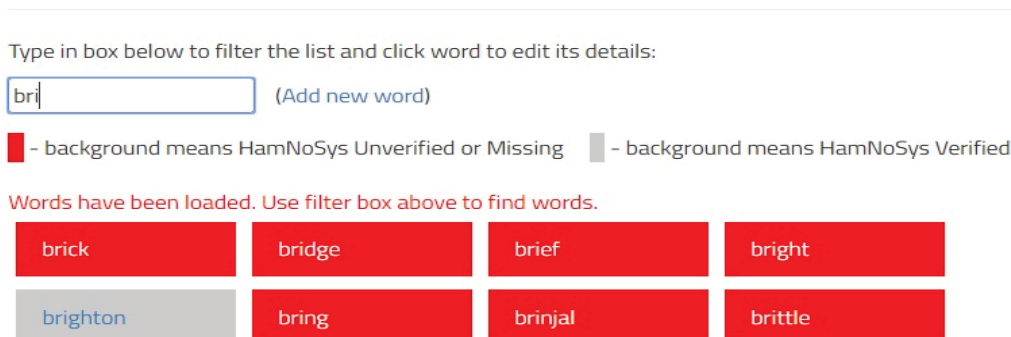 Type in box below to filter the list and click word to edit its details:
bri (Add new word)
- background means HamNoSys Unverified or Missing - background means HamNoSys Verified
Words have been loaded. Use filter box above to find words.
brick bridge brief bright
brighton bring brinjal brittle